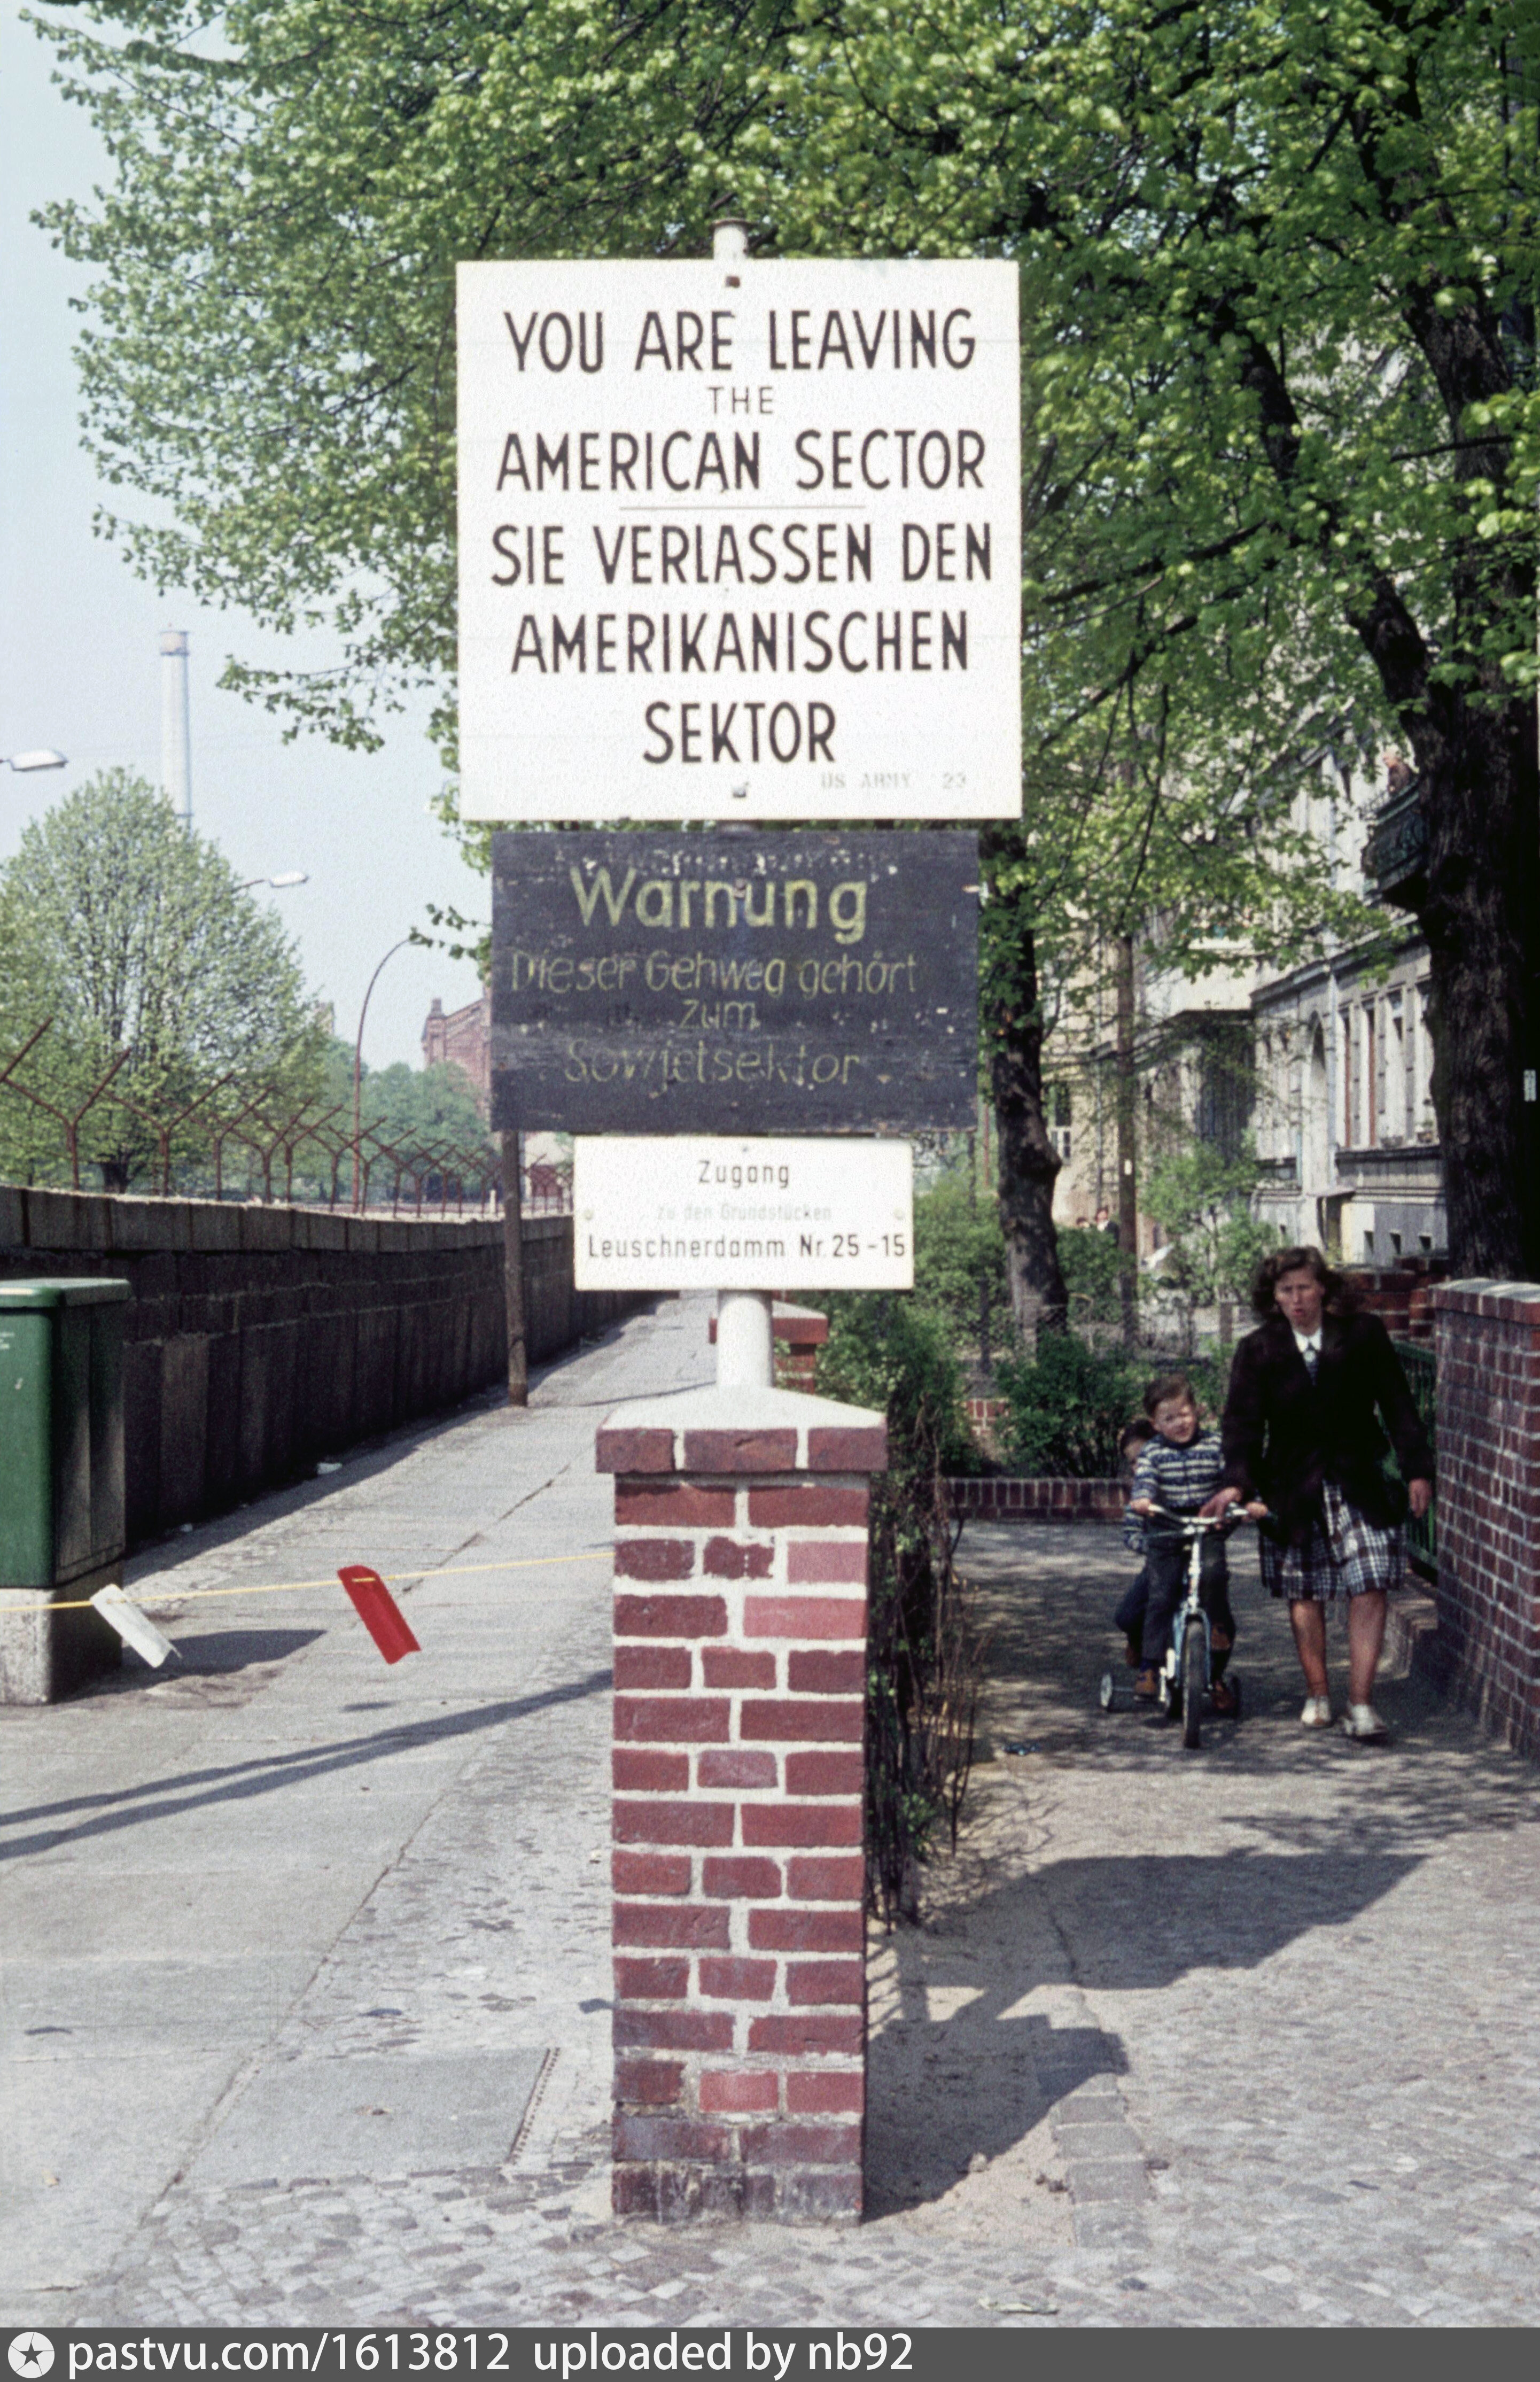 YOU ARE LEAVING
THE
AMERICAN SECTOR
SIE VERLASSEN DEN
AMERIKANISCHEN
SEKTOR
US ARMY
Warnung
Dieser Gehweg gehört
zum
Sowjetsektor
Zugang
zu den Grundstücken
Leuschnerdamm Nr. 25-15
pastvu.com/1613812 uploaded by nb92